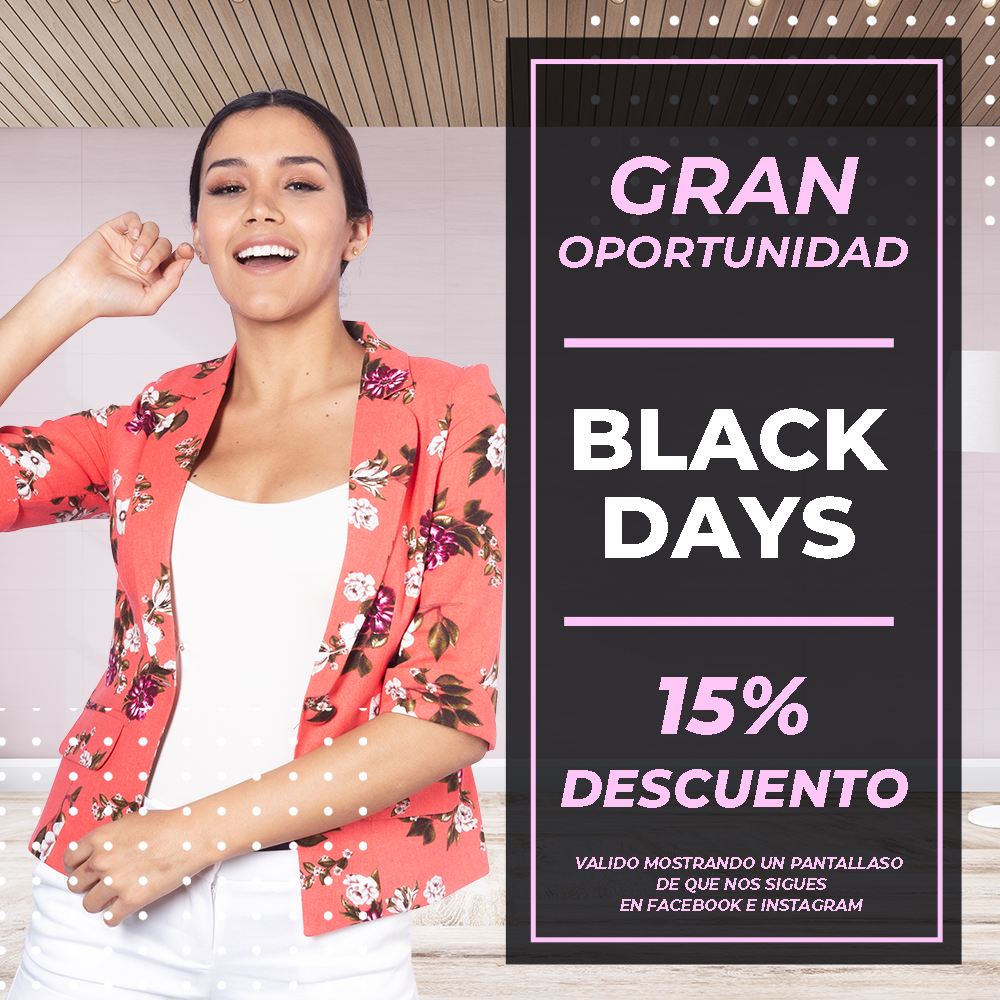 GRAN
OPORTUNIDAD
BLACK
DAYS
15%
DESCUENTO
VALIDO MOSTRANDO UN PANTALLASO
DE QUE NOS SIGUES
EN FACEBOOK E INSTAGRAM